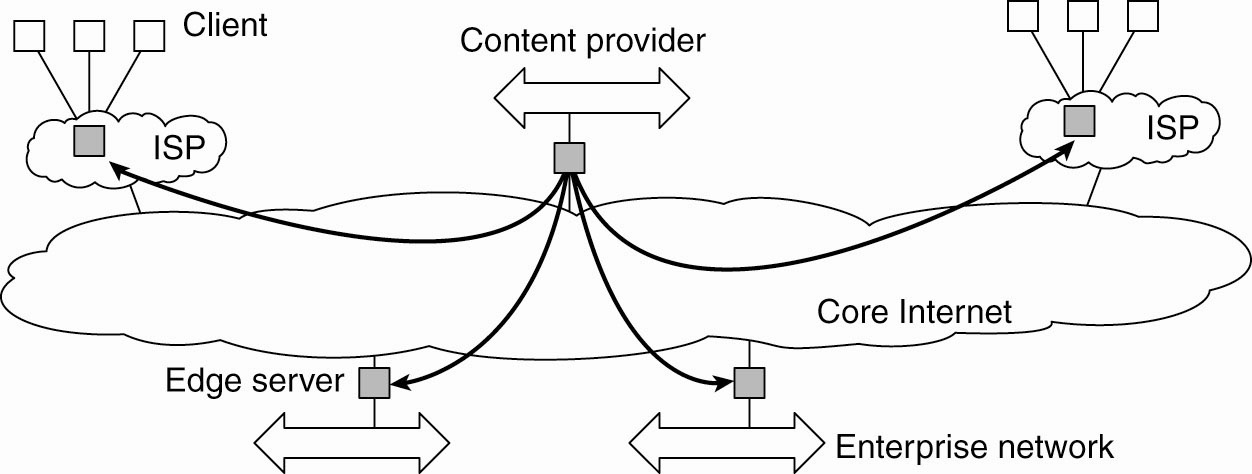 Client
Content provider
ISP
ISP
Core Internet
Edge server
Enterprise network